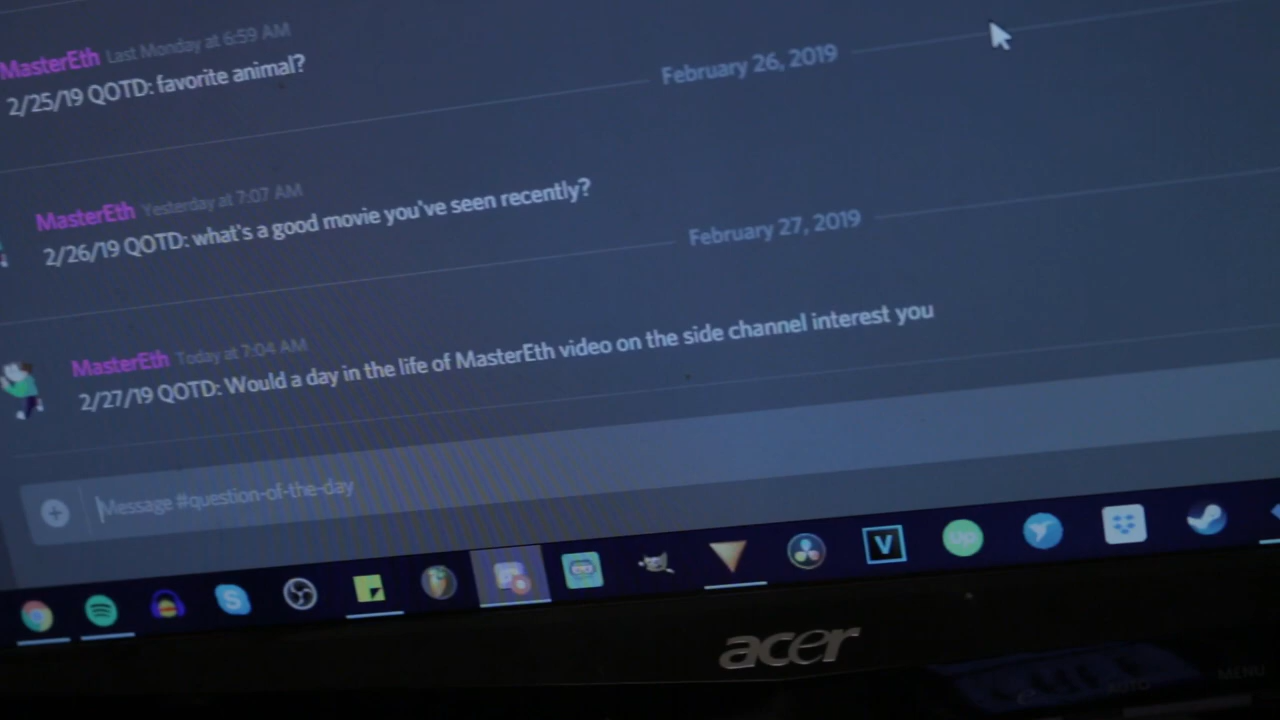 MasterEth Last Monday at 6:59 AM
2/25/19 QOTD: favorite animal?
February 26, 2019
MasterEth Yesterday at 7:07 AM
2/26/19 QOTD: what's a good movie you've seen recently?
February 27, 2019
MasterEth Today at 7:04 AM
2/27/19 QOTD: Would a day in the life of MasterEth video on the side channel interest you
Message #question-of-the-day
S
V
Up
acer
AUTO
MENU